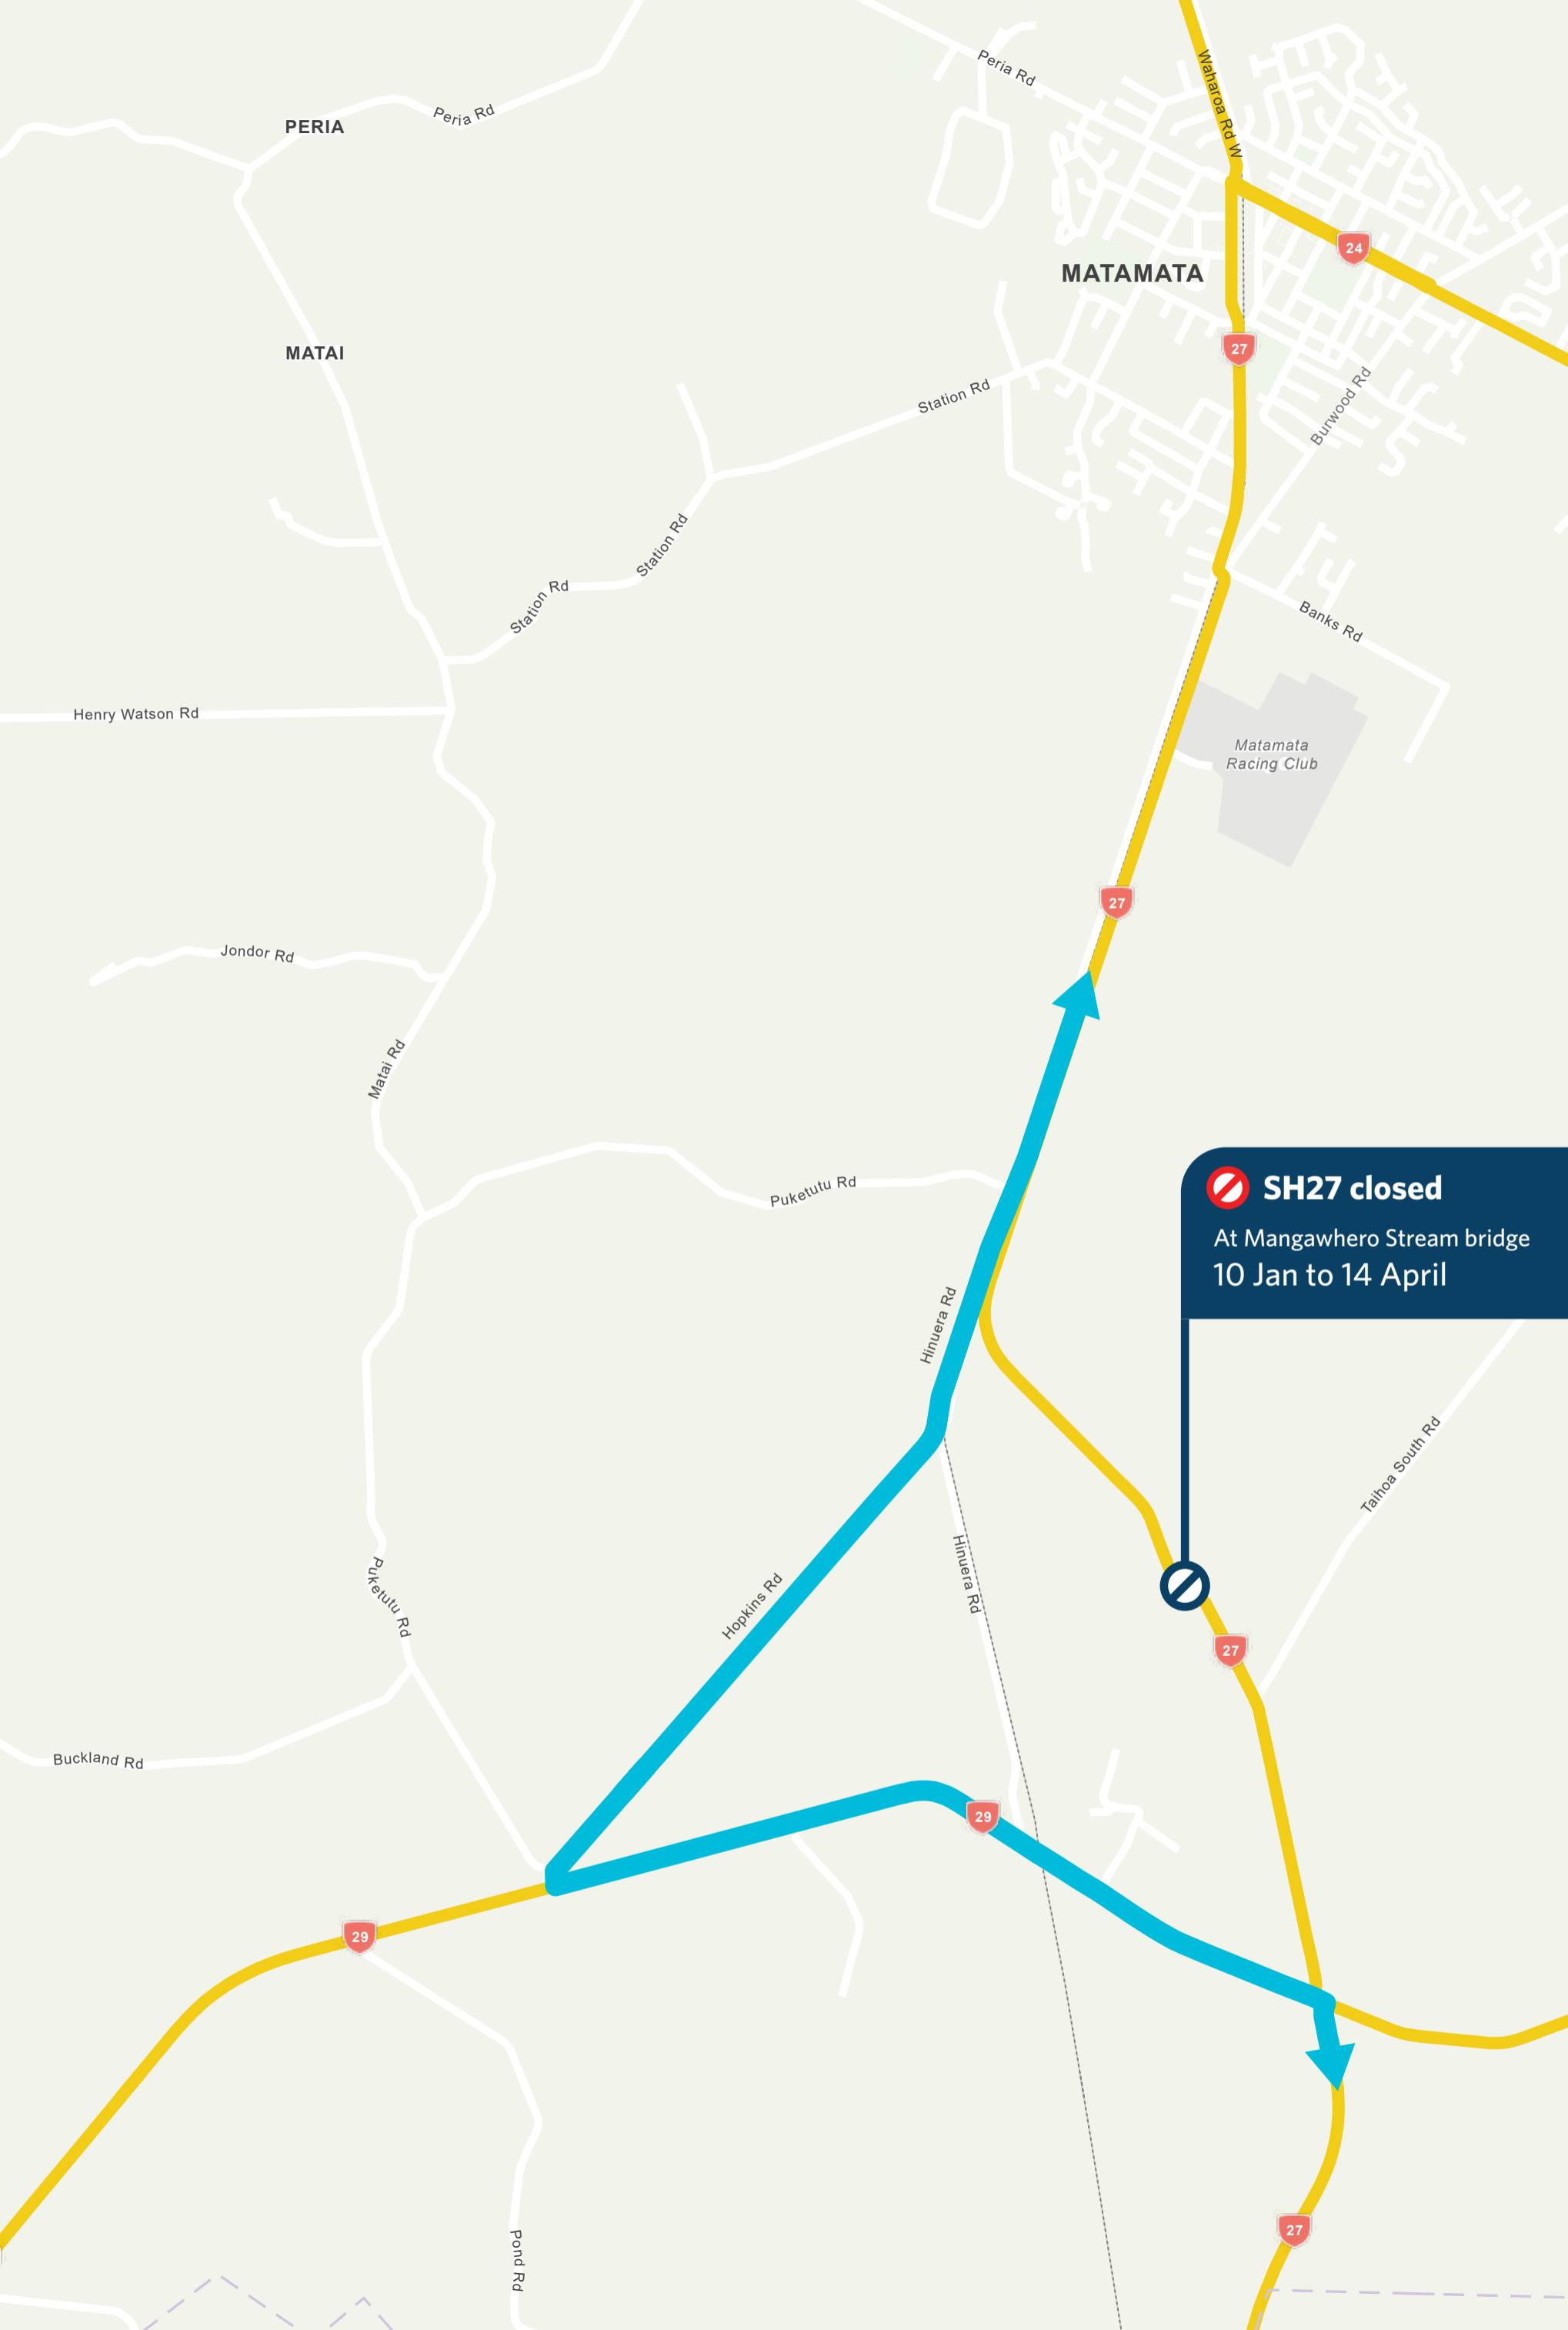 Peria Rd
Waharoa Rd W
PERIA
Peria Rd
24
MATAMATA
27
MATAI
Station Rd
Burwood Rd
Station Rd
Station Rd
Banks Rd
Henry Watson Rd
Matamata
Racing Club
27
Jondor Rd
Matai Rd
Puketutu Rd
SH27 closed
At Mangawhero Stream bridge
10 Jan to 14 April
Hinuera Rd
Taihoa South Rd
Hinuera Rd
Puketutu Rd
Hopkins Rd
27
Buckland Rd
29
29
27
Pond Rd